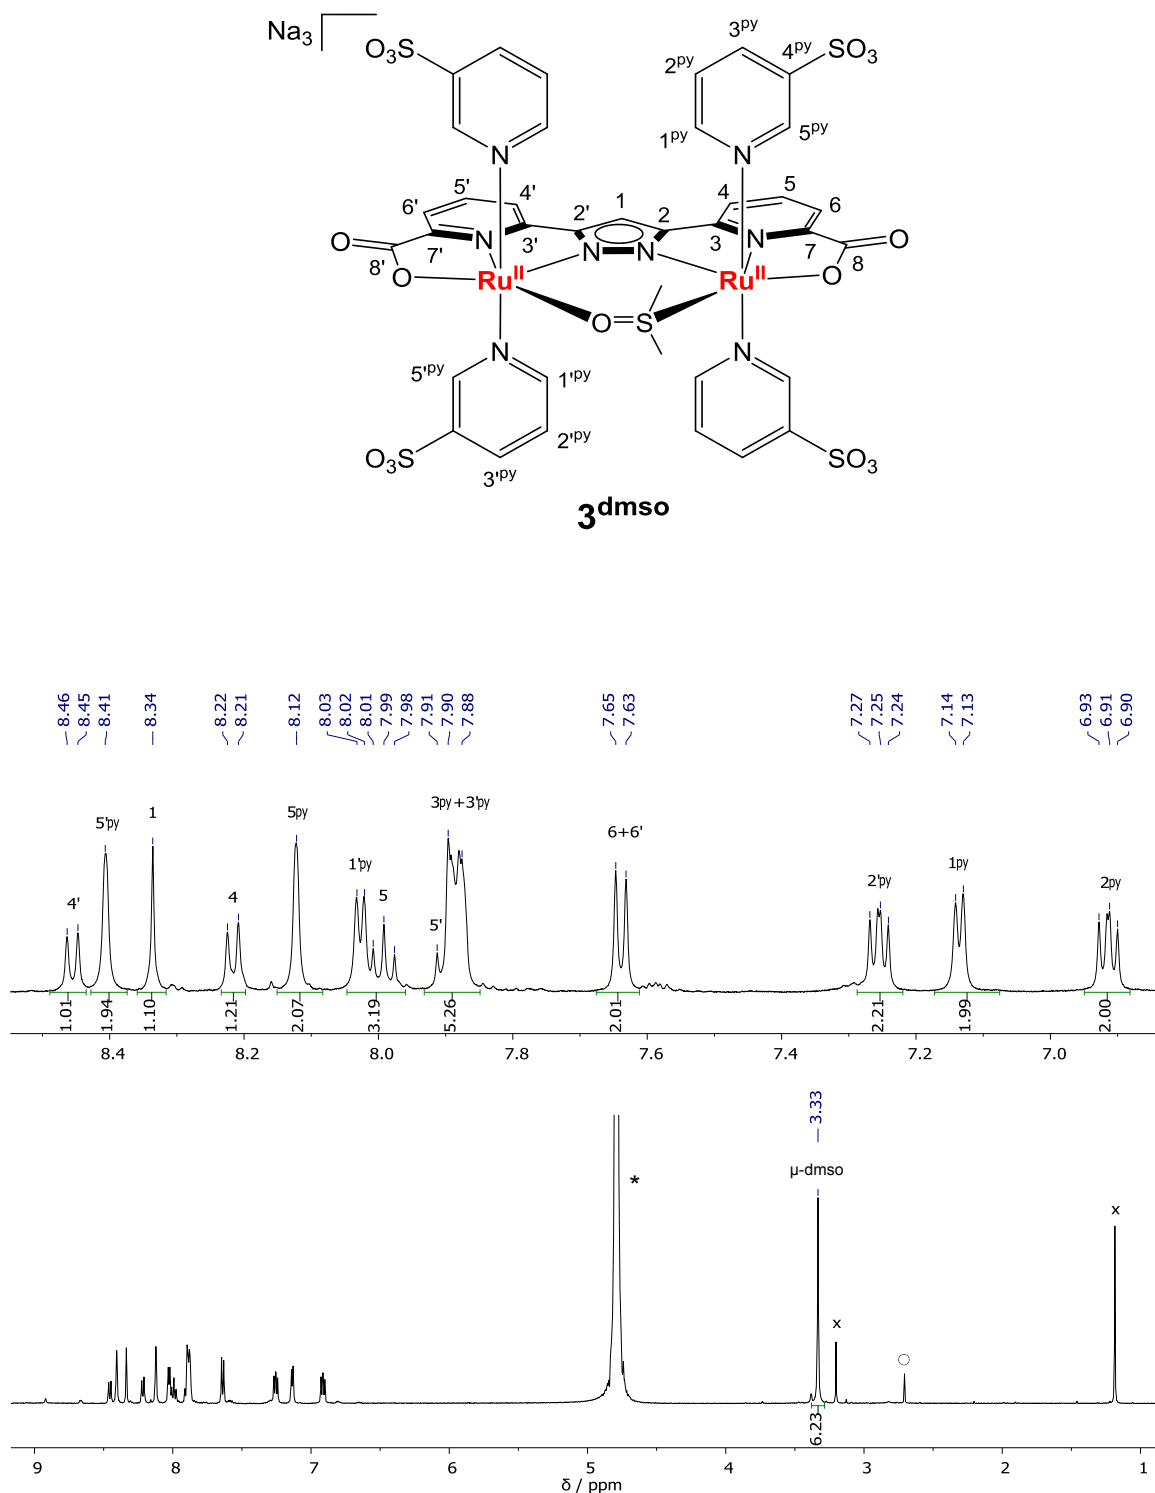 Na₃
O₃S
3ᵖʸ
4ᵖʸ
SO₃
2ᵖʸ
1ᵖʸ
5ᵖʸ
N
N
6'
5'
4'
1
4
5
6
2'
2
O
N
3'
N
N
3
N
7
O
8'
7'
8
O
Ruᴵᴵ
Ruᴵᴵ
O
O=S
N
N
5'ᵖʸ
1'ᵖʸ
2'ᵖʸ
O₃S
3'ᵖʸ
SO₃
3ᵈᵐˢᵒ
8.46
8.45
8.41
8.34
8.22
8.21
8.12
8.03
8.02
8.01
7.99
7.98
7.91
7.90
7.88
7.65
7.63
7.27
7.25
7.24
7.14
7.13
6.93
6.91
6.90
4'
5'py
1
4
5py
1'py
5
5'
3py+3'py
6+6'
2'py
1py
2py
1.01
1.94
1.10
1.21
2.07
3.19
5.26
2.01
2.21
1.99
2.00
8.4 8.2 8.0 7.8 7.6 7.4 7.2 7.0
3.33
μ-dmso
*
x
x
6.23
9 8 7 6 5 4 3 2 1
δ / ppm